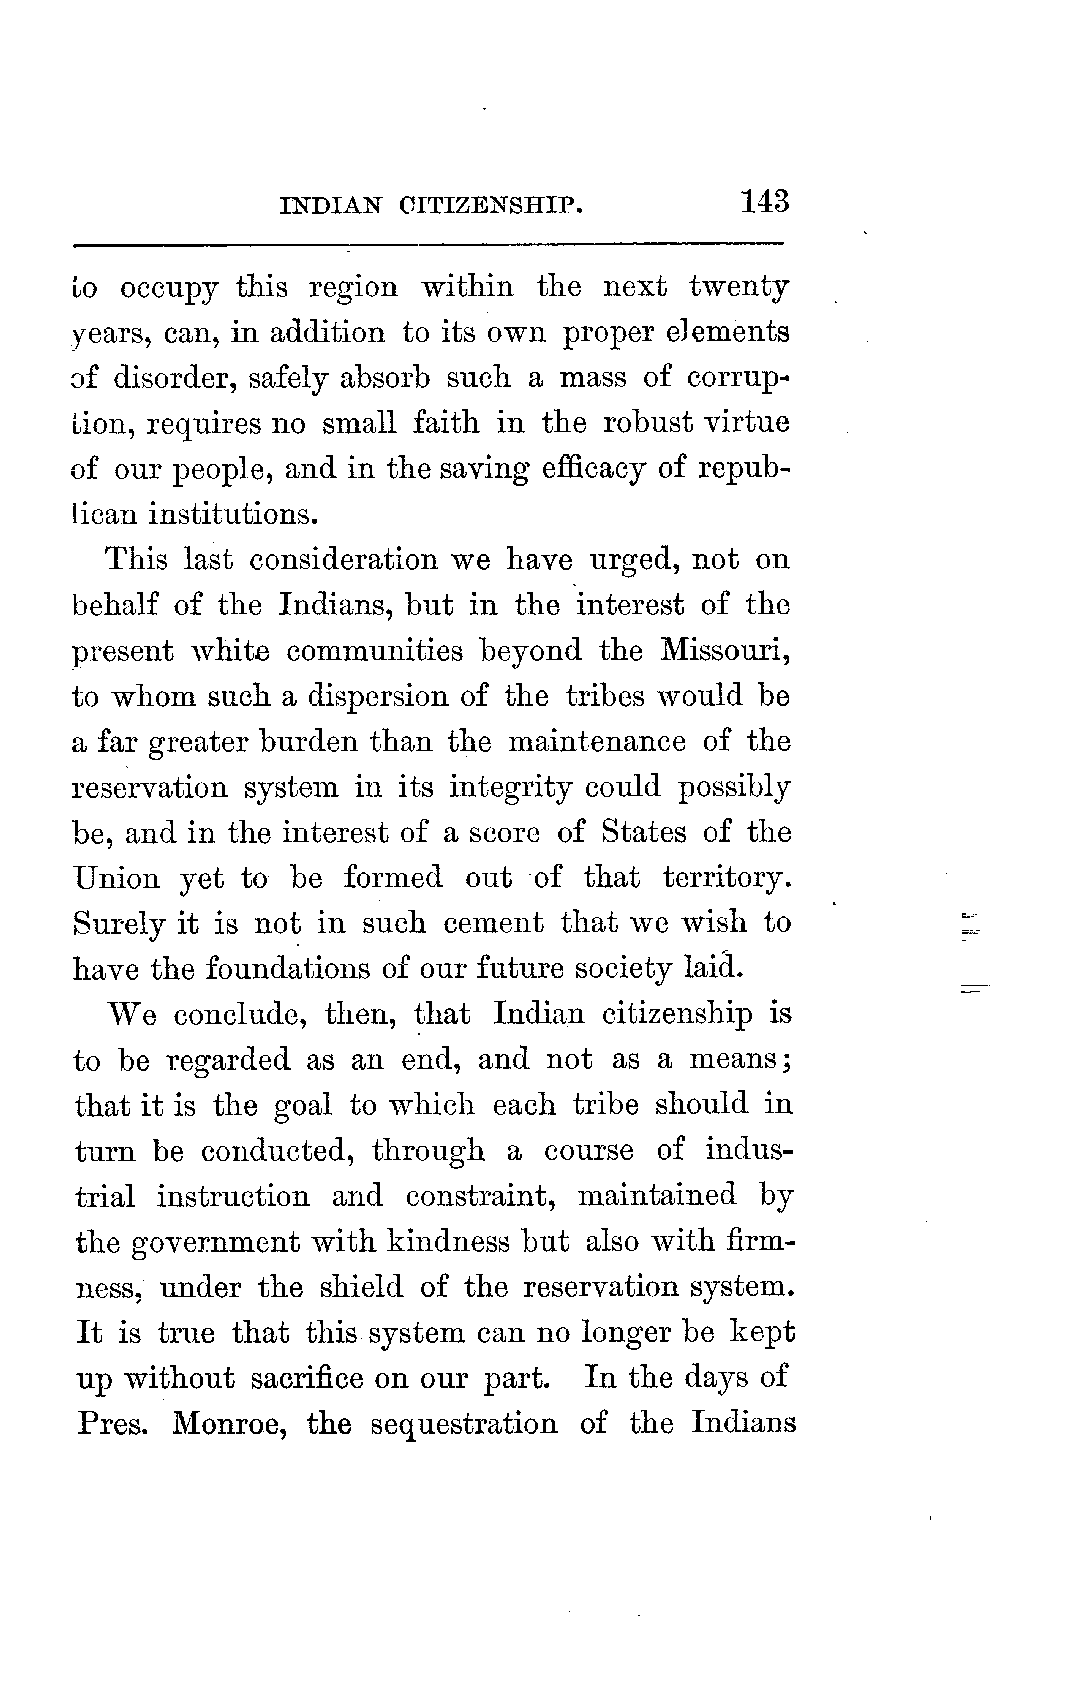 INDIAN CITIZENSHIP. 143
to occupy this region within the next twenty
years, can, in addition to its own proper elements
of disorder, safely absorb such a mass of corrup-
tion, requires no small faith in the robust virtue
of our people, and in the saving efficacy of repub-
lican institutions.
This last consideration we have urged, not on
behalf of the Indians, but in the interest of the
present white communities beyond the Missouri,
to whom such a dispersion of the tribes would be
a far greater burden than the maintenance of the
reservation system in its integrity could possibly
be, and in the interest of a score of States of the
Union yet to be formed out of that territory.
Surely it is not in such cement that we wish to
have the foundations of our future society laid.
We conclude, then, that Indian citizenship is
to be regarded as an end, and not as a means;
that it is the goal to which each tribe should in
turn be conducted, through a course of indus-
trial instruction and constraint, maintained by
the government with kindness but also with firm-
ness, under the shield of the reservation system.
It is true that this system can no longer be kept
up without sacrifice on our part. In the days of
Pres. Monroe, the sequestration of the Indians